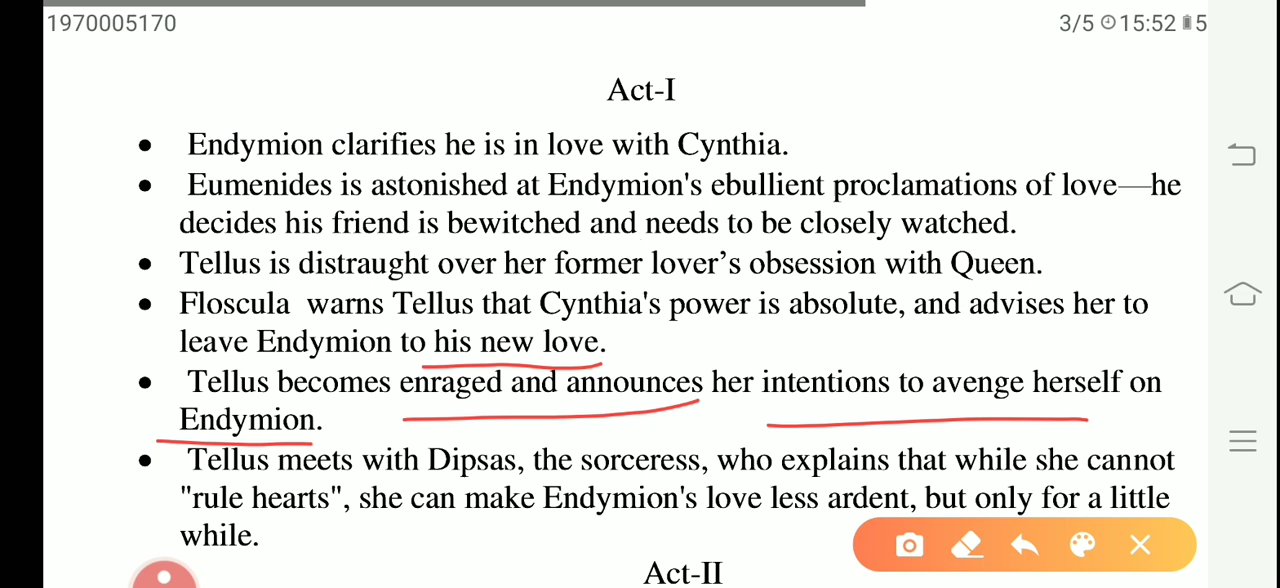 1970005170
3/5 15:52 5
Act-I
• Endymion clarifies he is in love with Cynthia.
• Eumenides is astonished at Endymion's ebullient proclamations of love—he
decides his friend is bewitched and needs to be closely watched.
• Tellus is distraught over her former lover’s obsession with Queen.
• Floscula warns Tellus that Cynthia's power is absolute, and advises her to
leave Endymion to his new love.
• Tellus becomes enraged and announces her intentions to avenge herself on
Endymion.
• Tellus meets with Dipsas, the sorceress, who explains that while she cannot
"rule hearts", she can make Endymion's love less ardent, but only for a little
while.
Act-II